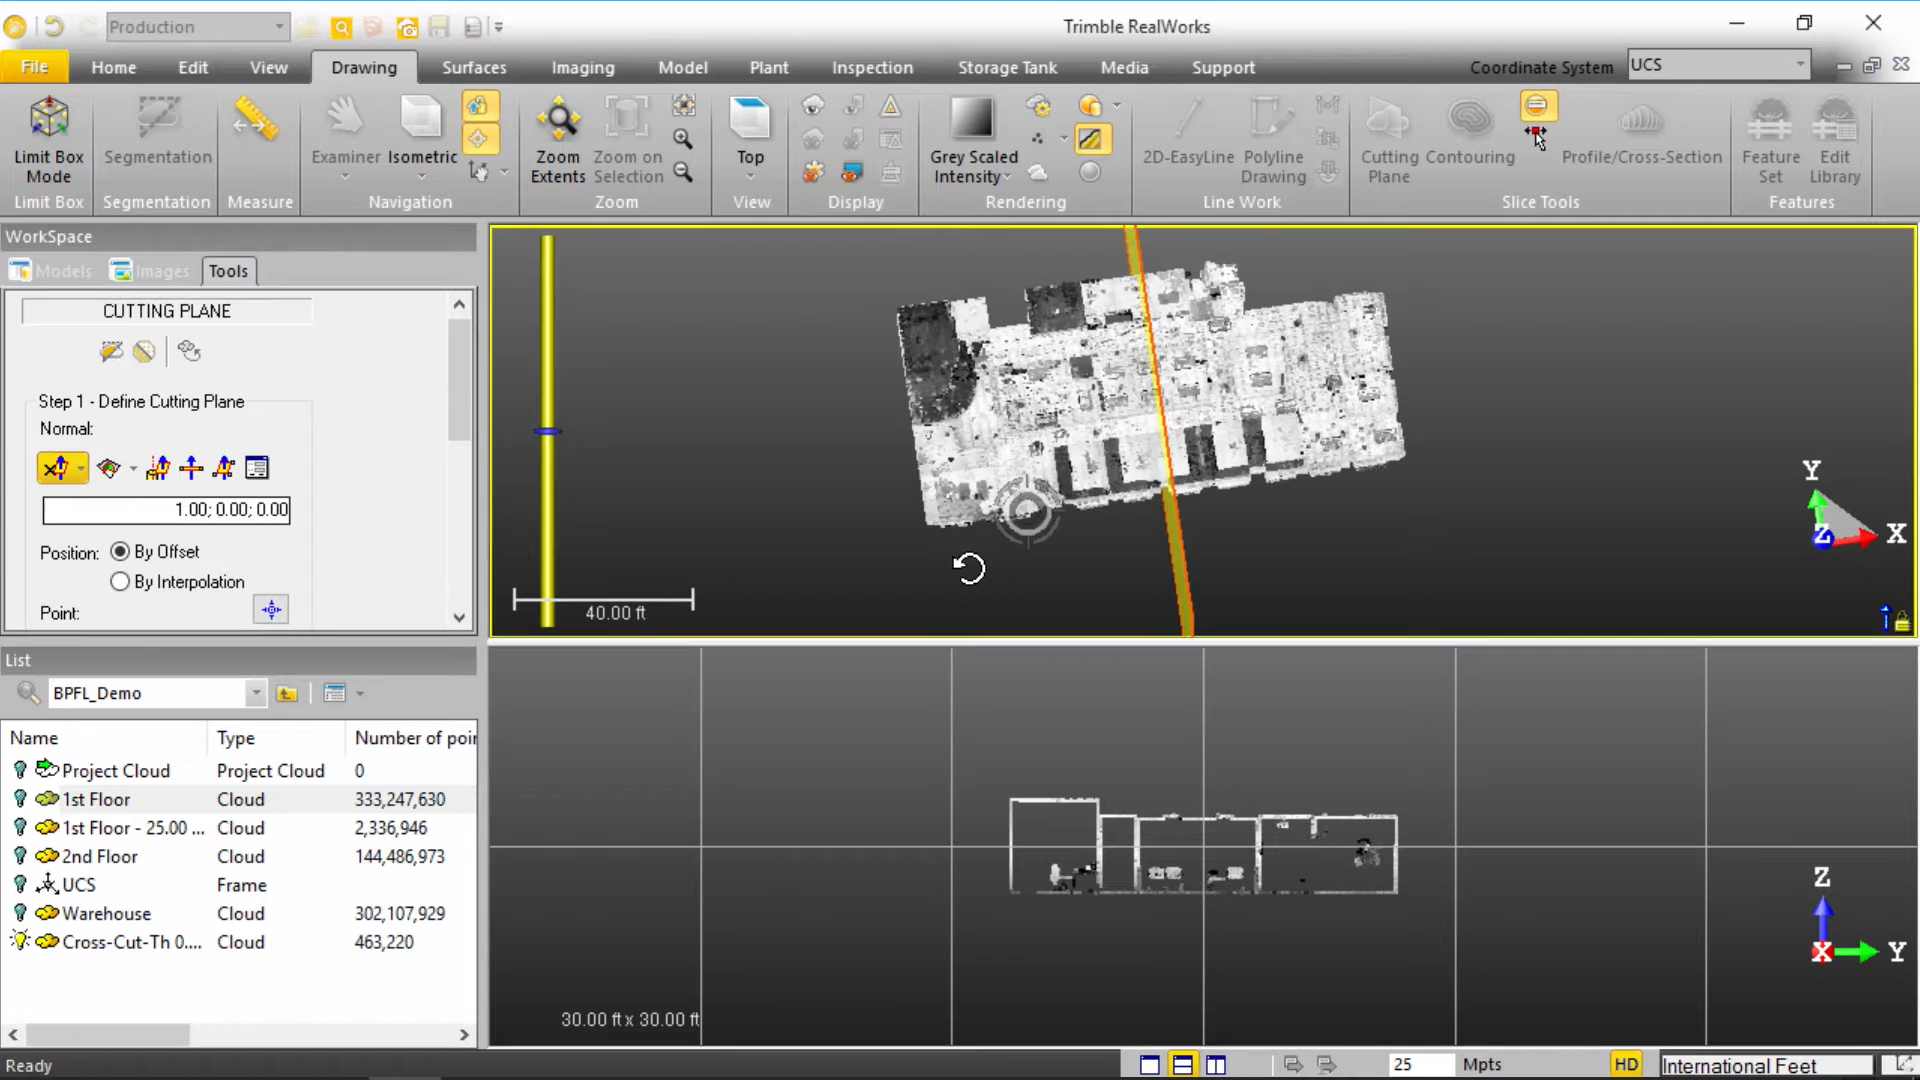 Production
Trimble RealWorks
File Home Edit View Drawing Surfaces Imaging Model Plant Inspection Storage Tank Media Support Coordinate System UCS
Limit Box Mode
Segmentation
Examiner
Isometric
Zoom Extents
Zoom on Selection
Top
Grey Scaled Intensity
2D-EasyLine
Polyline Drawing
Cutting Plane
Contouring
Profile/Cross-Section
Feature Set
Edit Library
Limit Box Segmentation Measure Navigation Zoom View Display Rendering Line Work Slice Tools Features
WorkSpace
Models Images Tools
CUTTING PLANE
Step 1 - Define Cutting Plane
Normal:
1.00; 0.00; 0.00
Position: By Offset
By Interpolation
Point:
40.00 ft
Y
Z X
List
BPFL_Demo
Name Type Number of poin
Project Cloud Project Cloud 0
1st Floor Cloud 333,247,630
1st Floor - 25.00 ... Cloud 2,336,946
2nd Floor Cloud 144,486,973
UCS Frame
Warehouse Cloud 302,107,929
Cross-Cut-Th 0.... Cloud 463,220
Z
X Y
30.00 ft x 30.00 ft
Ready
25 Mpts HD International Feet